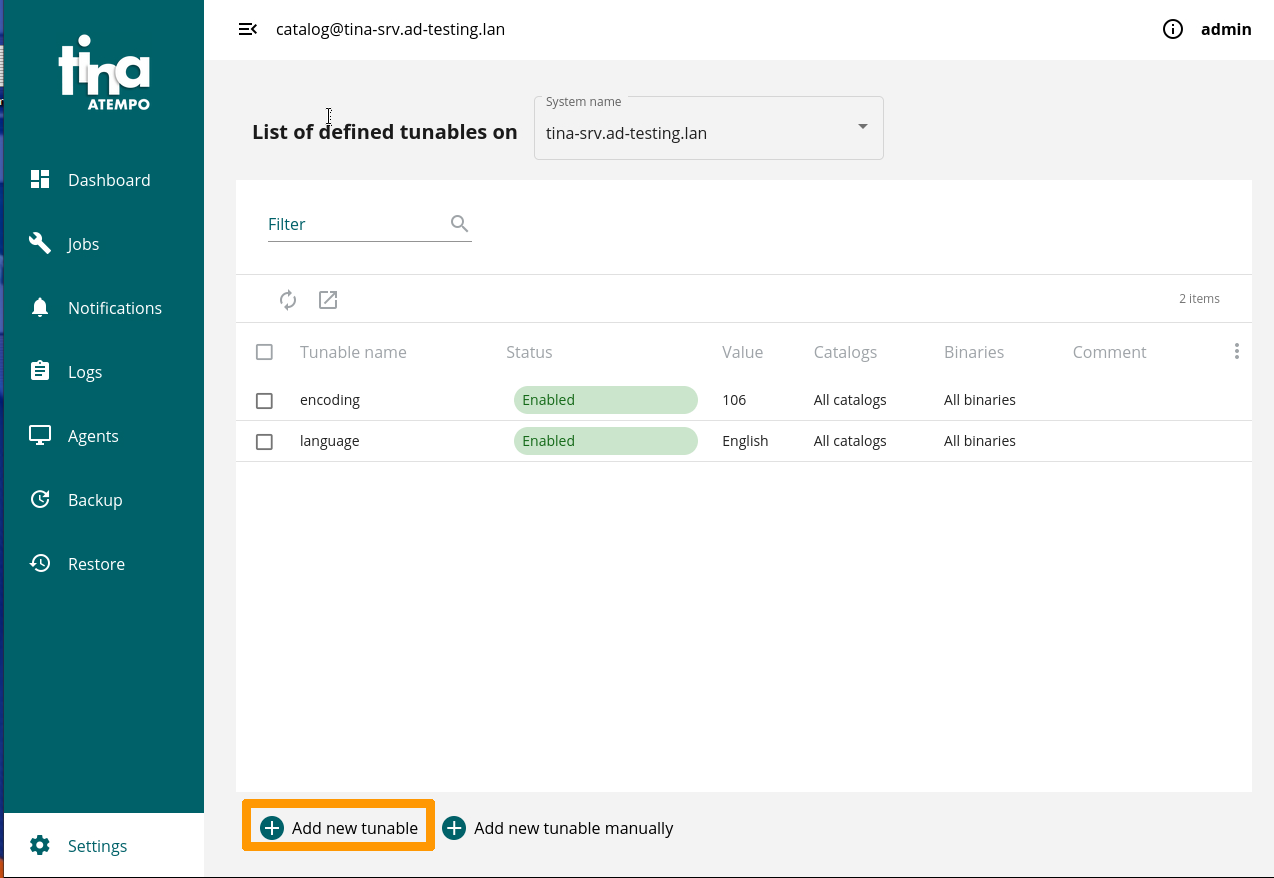 tina
ATEMPO
Dashboard
Jobs
Notifications
Logs
Agents
Backup
Restore
Settings
catalog@tina-srv.ad-testing.lan
admin
List of defined tunables on
System name
tina-srv.ad-testing.lan
Filter
2 items
Tunable name Status Value Catalogs Binaries Comment
encoding Enabled 106 All catalogs All binaries
language Enabled English All catalogs All binaries
Add new tunable Add new tunable manually